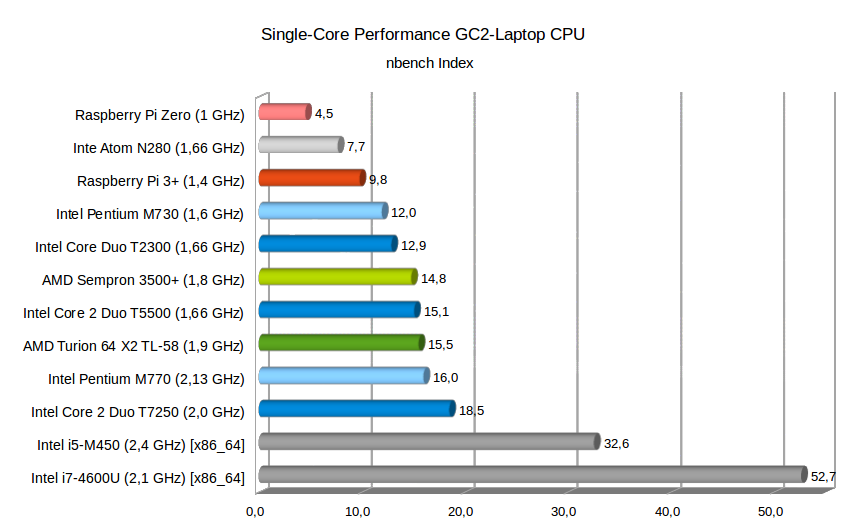 Single-Core Performance GC2-Laptop CPU
nbench Index
Raspberry Pi Zero (1 GHz) 4,5
Inte Atom N280 (1,66 GHz) 7,7
Raspberry Pi 3+ (1,4 GHz) 9,8
Intel Pentium M730 (1,6 GHz) 12,0
Intel Core Duo T2300 (1,66 GHz) 12,9
AMD Sempron 3500+ (1,8 GHz) 14,8
Intel Core 2 Duo T5500 (1,66 GHz) 15,1
AMD Turion 64 X2 TL-58 (1,9 GHz) 15,5
Intel Pentium M770 (2,13 GHz) 16,0
Intel Core 2 Duo T7250 (2,0 GHz) 18,5
Intel i5-M450 (2,4 GHz) [x86_64] 32,6
Intel i7-4600U (2,1 GHz) [x86_64] 52,7
0,0 10,0 20,0 30,0 40,0 50,0